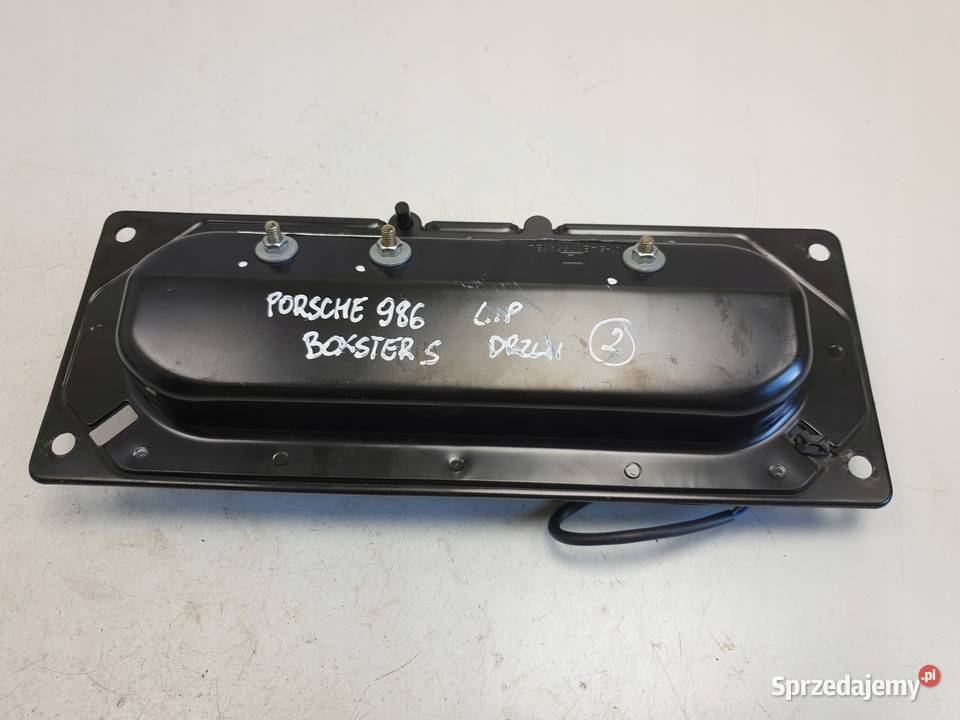 PORSCHE 986 L.P
BOXSTER S DRZWI 2
Sprzedajemy.pl